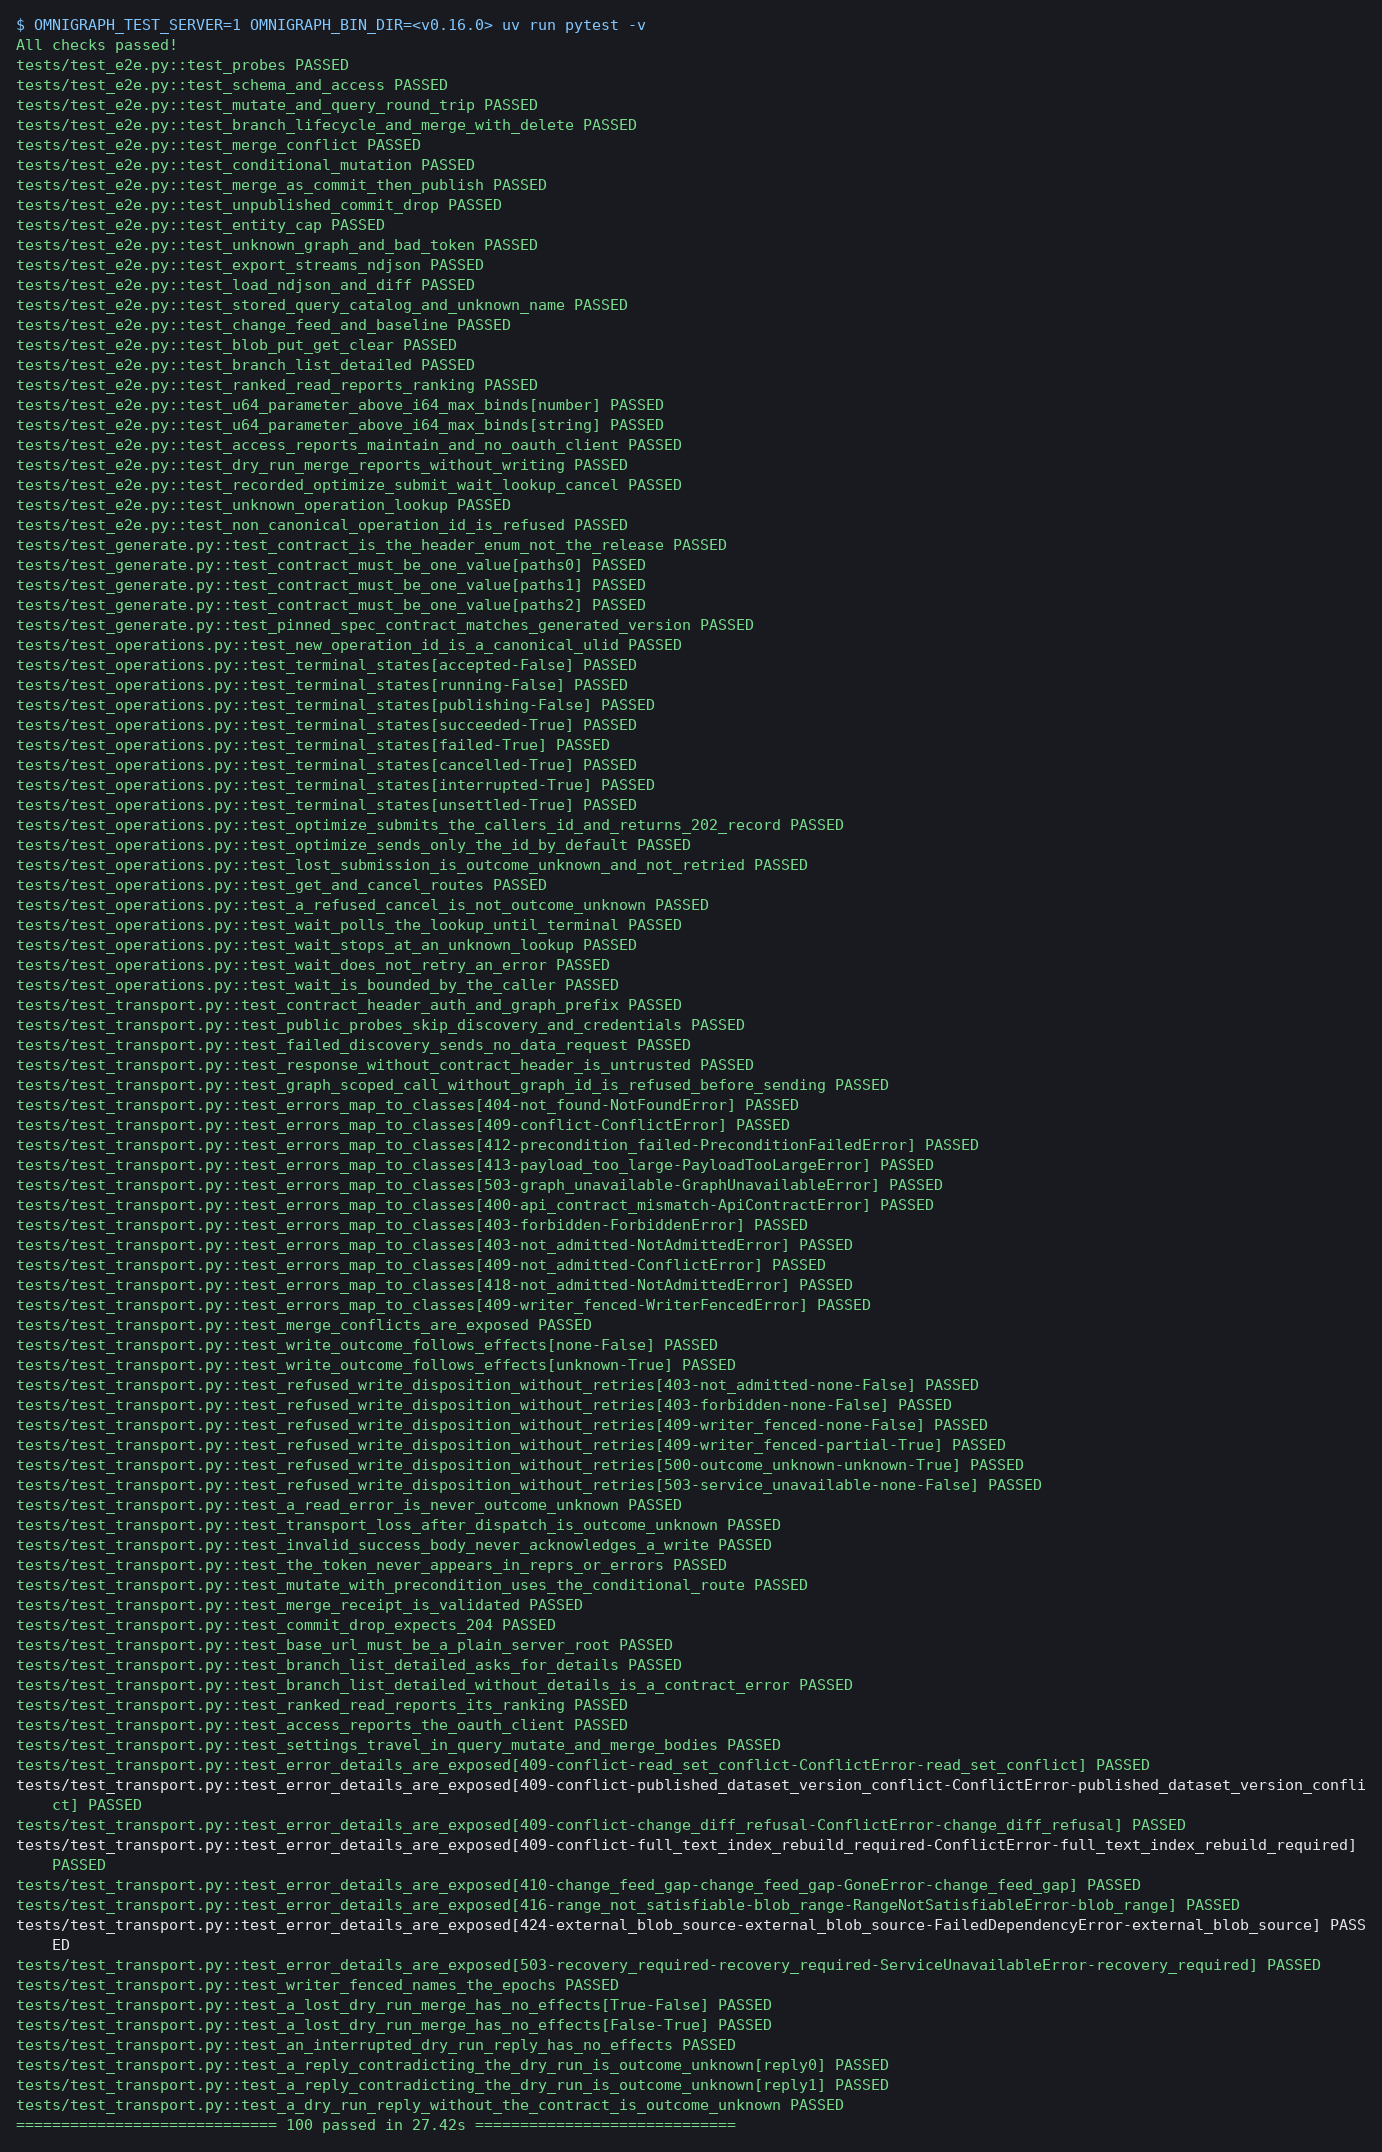 $ OMNIGRAPH_TEST_SERVER=1 OMNIGRAPH_BIN_DIR=<v0.16.0> uv run pytest -v
All checks passed!
tests/test_e2e.py::test_probes PASSED
tests/test_e2e.py::test_schema_and_access PASSED
tests/test_e2e.py::test_mutate_and_query_round_trip PASSED
tests/test_e2e.py::test_branch_lifecycle_and_merge_with_delete PASSED
tests/test_e2e.py::test_merge_conflict PASSED
tests/test_e2e.py::test_conditional_mutation PASSED
tests/test_e2e.py::test_merge_as_commit_then_publish PASSED
tests/test_e2e.py::test_unpublished_commit_drop PASSED
tests/test_e2e.py::test_entity_cap PASSED
tests/test_e2e.py::test_unknown_graph_and_bad_token PASSED
tests/test_e2e.py::test_export_streams_ndjson PASSED
tests/test_e2e.py::test_load_ndjson_and_diff PASSED
tests/test_e2e.py::test_stored_query_catalog_and_unknown_name PASSED
tests/test_e2e.py::test_change_feed_and_baseline PASSED
tests/test_e2e.py::test_blob_put_get_clear PASSED
tests/test_e2e.py::test_branch_list_detailed PASSED
tests/test_e2e.py::test_ranked_read_reports_ranking PASSED
tests/test_e2e.py::test_u64_parameter_above_i64_max_binds[number] PASSED
tests/test_e2e.py::test_u64_parameter_above_i64_max_binds[string] PASSED
tests/test_e2e.py::test_access_reports_maintain_and_no_oauth_client PASSED
tests/test_e2e.py::test_dry_run_merge_reports_without_writing PASSED
tests/test_e2e.py::test_recorded_optimize_submit_wait_lookup_cancel PASSED
tests/test_e2e.py::test_unknown_operation_lookup PASSED
tests/test_e2e.py::test_non_canonical_operation_id_is_refused PASSED
tests/test_generate.py::test_contract_is_the_header_enum_not_the_release PASSED
tests/test_generate.py::test_contract_must_be_one_value[paths0] PASSED
tests/test_generate.py::test_contract_must_be_one_value[paths1] PASSED
tests/test_generate.py::test_contract_must_be_one_value[paths2] PASSED
tests/test_generate.py::test_pinned_spec_contract_matches_generated_version PASSED
tests/test_operations.py::test_new_operation_id_is_a_canonical_ulid PASSED
tests/test_operations.py::test_terminal_states[accepted-False] PASSED
tests/test_operations.py::test_terminal_states[running-False] PASSED
tests/test_operations.py::test_terminal_states[publishing-False] PASSED
tests/test_operations.py::test_terminal_states[succeeded-True] PASSED
tests/test_operations.py::test_terminal_states[failed-True] PASSED
tests/test_operations.py::test_terminal_states[cancelled-True] PASSED
tests/test_operations.py::test_terminal_states[interrupted-True] PASSED
tests/test_operations.py::test_terminal_states[unsettled-True] PASSED
tests/test_operations.py::test_optimize_submits_the_callers_id_and_returns_202_record PASSED
tests/test_operations.py::test_optimize_sends_only_the_id_by_default PASSED
tests/test_operations.py::test_lost_submission_is_outcome_unknown_and_not_retried PASSED
tests/test_operations.py::test_get_and_cancel_routes PASSED
tests/test_operations.py::test_a_refused_cancel_is_not_outcome_unknown PASSED
tests/test_operations.py::test_wait_polls_the_lookup_until_terminal PASSED
tests/test_operations.py::test_wait_stops_at_an_unknown_lookup PASSED
tests/test_operations.py::test_wait_does_not_retry_an_error PASSED
tests/test_operations.py::test_wait_is_bounded_by_the_caller PASSED
tests/test_transport.py::test_contract_header_auth_and_graph_prefix PASSED
tests/test_transport.py::test_public_probes_skip_discovery_and_credentials PASSED
tests/test_transport.py::test_failed_discovery_sends_no_data_request PASSED
tests/test_transport.py::test_response_without_contract_header_is_untrusted PASSED
tests/test_transport.py::test_graph_scoped_call_without_graph_id_is_refused_before_sending PASSED
tests/test_transport.py::test_errors_map_to_classes[404-not_found-NotFoundError] PASSED
tests/test_transport.py::test_errors_map_to_classes[409-conflict-ConflictError] PASSED
tests/test_transport.py::test_errors_map_to_classes[412-precondition_failed-PreconditionFailedError] PASSED
tests/test_transport.py::test_errors_map_to_classes[413-payload_too_large-PayloadTooLargeError] PASSED
tests/test_transport.py::test_errors_map_to_classes[503-graph_unavailable-GraphUnavailableError] PASSED
tests/test_transport.py::test_errors_map_to_classes[400-api_contract_mismatch-ApiContractError] PASSED
tests/test_transport.py::test_errors_map_to_classes[403-forbidden-ForbiddenError] PASSED
tests/test_transport.py::test_errors_map_to_classes[403-not_admitted-NotAdmittedError] PASSED
tests/test_transport.py::test_errors_map_to_classes[409-not_admitted-ConflictError] PASSED
tests/test_transport.py::test_errors_map_to_classes[418-not_admitted-NotAdmittedError] PASSED
tests/test_transport.py::test_errors_map_to_classes[409-writer_fenced-WriterFencedError] PASSED
tests/test_transport.py::test_merge_conflicts_are_exposed PASSED
tests/test_transport.py::test_write_outcome_follows_effects[none-False] PASSED
tests/test_transport.py::test_write_outcome_follows_effects[unknown-True] PASSED
tests/test_transport.py::test_refused_write_disposition_without_retries[403-not_admitted-none-False] PASSED
tests/test_transport.py::test_refused_write_disposition_without_retries[403-forbidden-none-False] PASSED
tests/test_transport.py::test_refused_write_disposition_without_retries[409-writer_fenced-none-False] PASSED
tests/test_transport.py::test_refused_write_disposition_without_retries[409-writer_fenced-partial-True] PASSED
tests/test_transport.py::test_refused_write_disposition_without_retries[500-outcome_unknown-unknown-True] PASSED
tests/test_transport.py::test_refused_write_disposition_without_retries[503-service_unavailable-none-False] PASSED
tests/test_transport.py::test_a_read_error_is_never_outcome_unknown PASSED
tests/test_transport.py::test_transport_loss_after_dispatch_is_outcome_unknown PASSED
tests/test_transport.py::test_invalid_success_body_never_acknowledges_a_write PASSED
tests/test_transport.py::test_the_token_never_appears_in_reprs_or_errors PASSED
tests/test_transport.py::test_mutate_with_precondition_uses_the_conditional_route PASSED
tests/test_transport.py::test_merge_receipt_is_validated PASSED
tests/test_transport.py::test_commit_drop_expects_204 PASSED
tests/test_transport.py::test_base_url_must_be_a_plain_server_root PASSED
tests/test_transport.py::test_branch_list_detailed_asks_for_details PASSED
tests/test_transport.py::test_branch_list_detailed_without_details_is_a_contract_error PASSED
tests/test_transport.py::test_ranked_read_reports_its_ranking PASSED
tests/test_transport.py::test_access_reports_the_oauth_client PASSED
tests/test_transport.py::test_settings_travel_in_query_mutate_and_merge_bodies PASSED
tests/test_transport.py::test_error_details_are_exposed[409-conflict-read_set_conflict-ConflictError-read_set_conflict] PASSED
tests/test_transport.py::test_error_details_are_exposed[409-conflict-published_dataset_version_conflict-ConflictError-published_dataset_version_confli
ct] PASSED
tests/test_transport.py::test_error_details_are_exposed[409-conflict-change_diff_refusal-ConflictError-change_diff_refusal] PASSED
tests/test_transport.py::test_error_details_are_exposed[409-conflict-full_text_index_rebuild_required-ConflictError-full_text_index_rebuild_required]
PASSED
tests/test_transport.py::test_error_details_are_exposed[410-change_feed_gap-change_feed_gap-GoneError-change_feed_gap] PASSED
tests/test_transport.py::test_error_details_are_exposed[416-range_not_satisfiable-blob_range-RangeNotSatisfiableError-blob_range] PASSED
tests/test_transport.py::test_error_details_are_exposed[424-external_blob_source-external_blob_source-FailedDependencyError-external_blob_source] PASS
ED
tests/test_transport.py::test_error_details_are_exposed[503-recovery_required-recovery_required-ServiceUnavailableError-recovery_required] PASSED
tests/test_transport.py::test_writer_fenced_names_the_epochs PASSED
tests/test_transport.py::test_a_lost_dry_run_merge_has_no_effects[True-False] PASSED
tests/test_transport.py::test_a_lost_dry_run_merge_has_no_effects[False-True] PASSED
tests/test_transport.py::test_an_interrupted_dry_run_reply_has_no_effects PASSED
tests/test_transport.py::test_a_reply_contradicting_the_dry_run_is_outcome_unknown[reply0] PASSED
tests/test_transport.py::test_a_reply_contradicting_the_dry_run_is_outcome_unknown[reply1] PASSED
tests/test_transport.py::test_a_dry_run_reply_without_the_contract_is_outcome_unknown PASSED
============================= 100 passed in 27.42s =============================